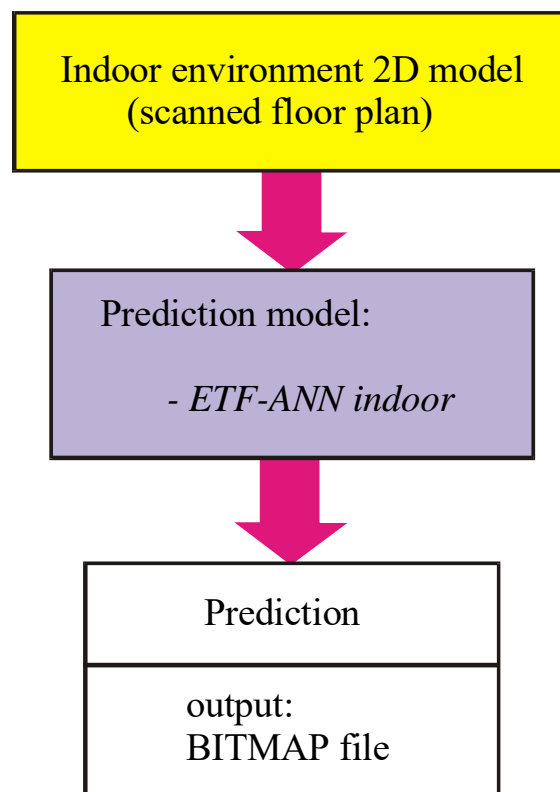 Indoor environment 2D model
(scanned floor plan)
Prediction model:
- ETF-ANN indoor
Prediction
output:
BITMAP file